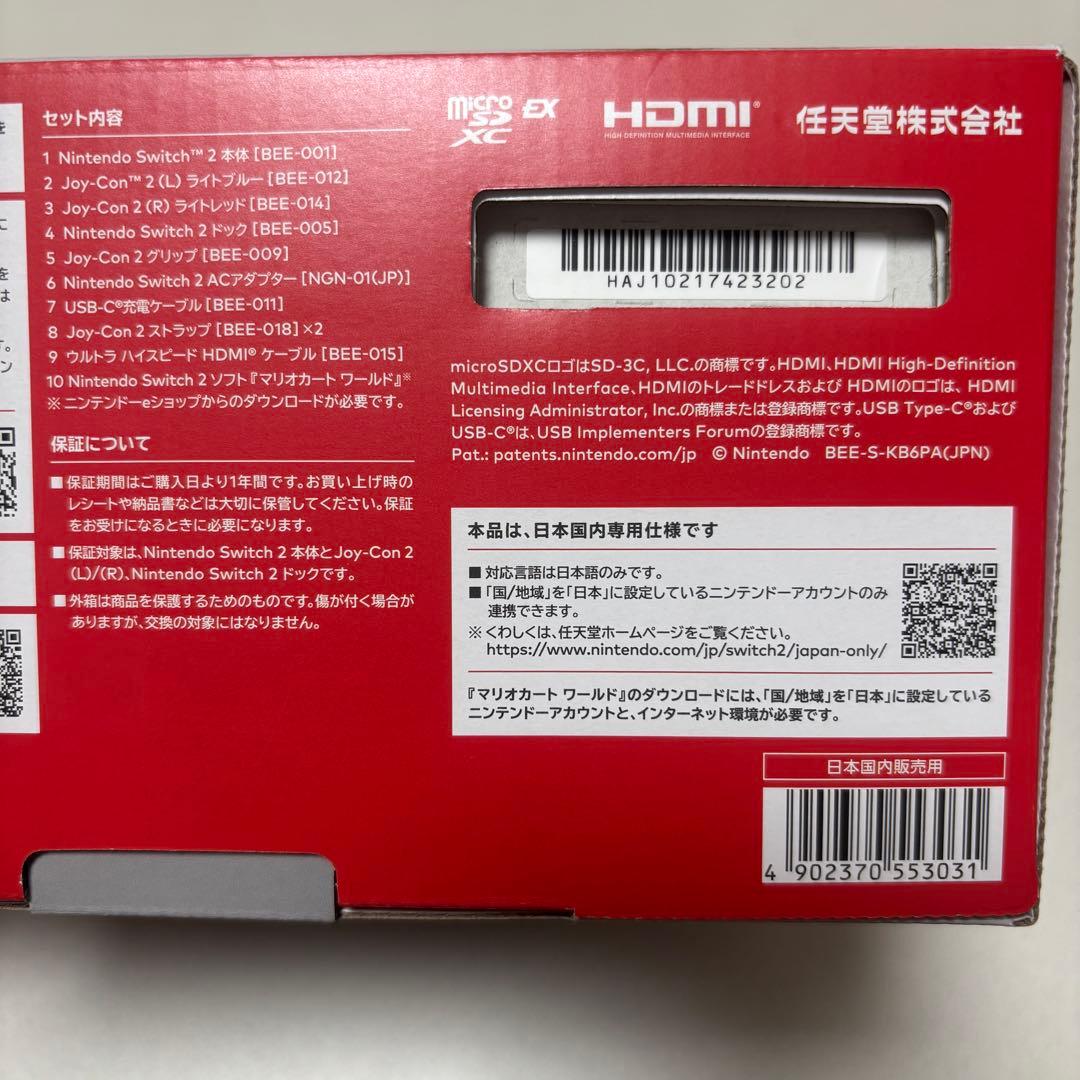 セット内容
1 Nintendo Switch™ 2 本体 [BEE-001]
2 Joy-Con™ 2 (L) ライトブルー [BEE-012]
3 Joy-Con 2 (R) ライトレッド [BEE-014]
4 Nintendo Switch 2 ドック [BEE-005]
5 Joy-Con 2 グリップ [BEE-009]
6 Nintendo Switch 2 ACアダプター [NGN-01(JP)]
7 USB-C®充電ケーブル [BEE-011]
8 Joy-Con 2 ストラップ [BEE-018] ×2
9 ウルトラ ハイスピード HDMI® ケーブル [BEE-015]
10 Nintendo Switch 2 ソフト『マリオカート ワールド』※
※ ニンテンドーeショップからのダウンロードが必要です。
保証について
■ 保証期間はご購入日より1年間です。お買い上げ時の
レシートや納品書などは大切に保管してください。保証
をお受けになるときに必要になります。
■ 保証対象は、Nintendo Switch 2 本体とJoy-Con 2
(L)/(R)、Nintendo Switch 2 ドックです。
■ 外箱は商品を保護するためのものです。傷が付く場合が
ありますが、交換の対象にはなりません。
micro SD XC EX
HDMI®
HIGH-DEFINITION MULTIMEDIA INTERFACE
任天堂株式会社
HAJ10217423202
microSDXCロゴはSD-3C, LLC.の商標です。HDMI、HDMI High-Definition
Multimedia Interface、HDMIのトレードドレスおよび HDMIのロゴは、HDMI
Licensing Administrator, Inc.の商標または登録商標です。USB Type-C®および
USB-C®は、USB Implementers Forumの登録商標です。
Pat.: patents.nintendo.com/jp © Nintendo BEE-S-KB6PA(JPN)
本品は、日本国内専用仕様です
■ 対応言語は日本語のみです。
■ 「国/地域」を「日本」に設定しているニンテンドーアカウントのみ
連携できます。
※ くわしくは、任天堂ホームページをご覧ください。
https://www.nintendo.com/jp/switch2/japan-only/
『マリオカート ワールド』のダウンロードには、「国/地域」を「日本」に設定している
ニンテンドーアカウントと、インターネット環境が必要です。
日本国内販売用
4 902370 553031